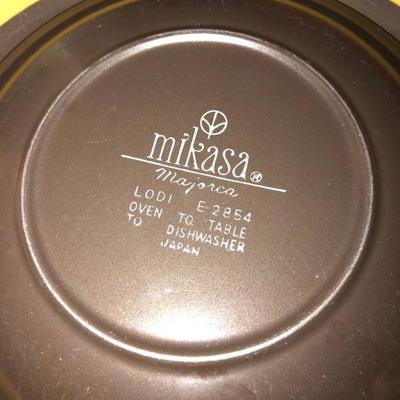 mikasa ®
Majorca
LODI E-2854
OVEN TO TABLE
TO DISHWASHER
JAPAN